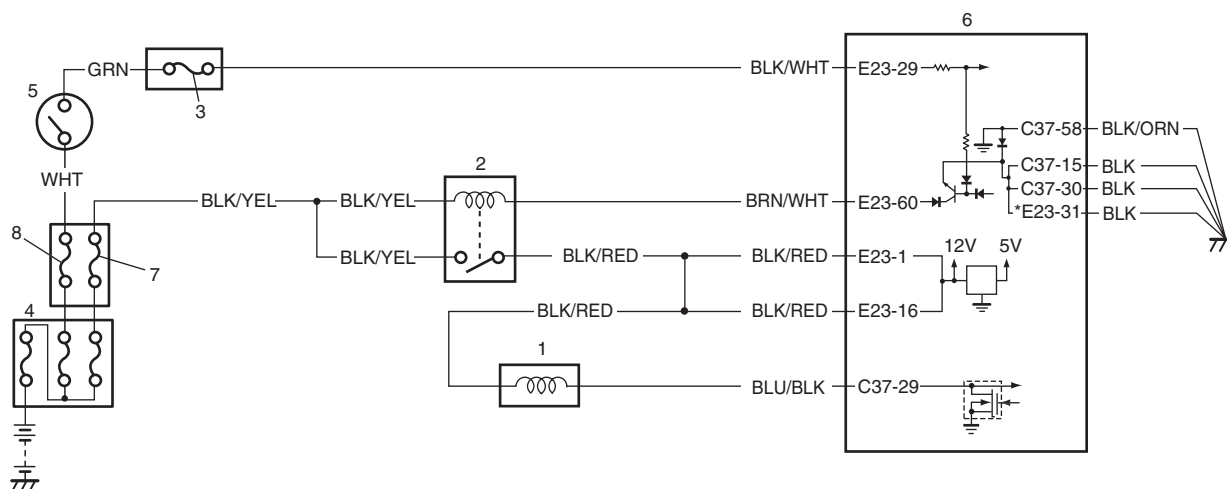 6
GRN
3
BLK/WHT
E23-29
5
C37-58
BLK/ORN
2
C37-15
BLK
WHT
C37-30
BLK
BLK/YEL
BLK/YEL
BRN/WHT
E23-60
*E23-31
BLK
8
7
BLK/YEL
BLK/RED
BLK/RED
E23-1
12V
5V
4
BLK/RED
BLK/RED
E23-16
1
BLU/BLK
C37-29